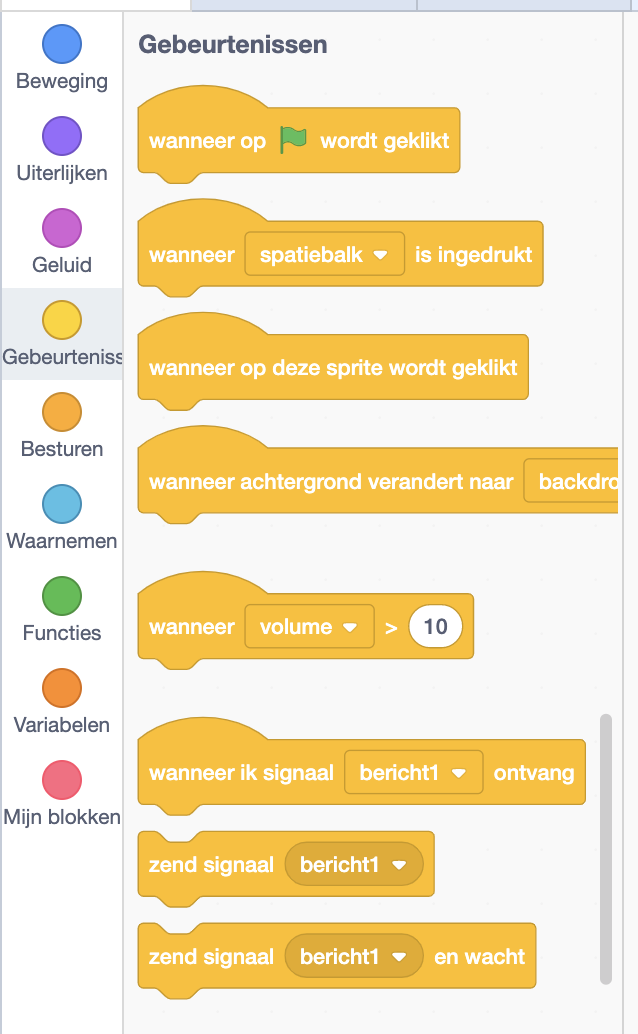 Beweging
Uiterlijken
Geluid
Gebeurteniss
Besturen
Waarnemen
Functies
Variabelen
Mijn blokken
Gebeurtenissen
wanneer op wordt geklikt
wanneer spatiebalk is ingedrukt
wanneer op deze sprite wordt geklikt
wanneer achtergrond verandert naar backdro
wanneer volume > 10
wanneer ik signaal bericht1 ontvang
zend signaal bericht1
zend signaal bericht1 en wacht